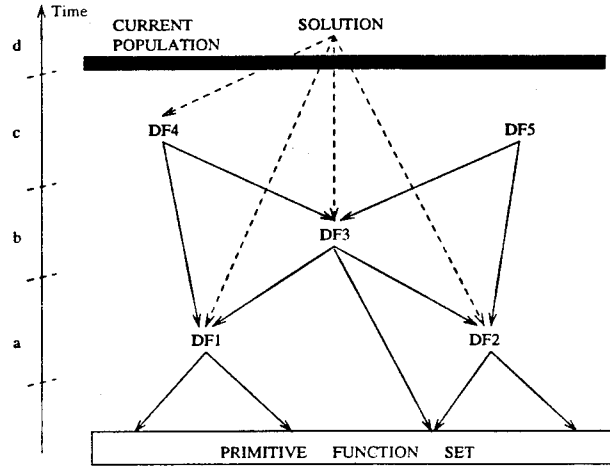 Time
CURRENT
POPULATION
SOLUTION
d
DF4
DF5
c
DF3
b
DF1
DF2
a
PRIMITIVE FUNCTION SET